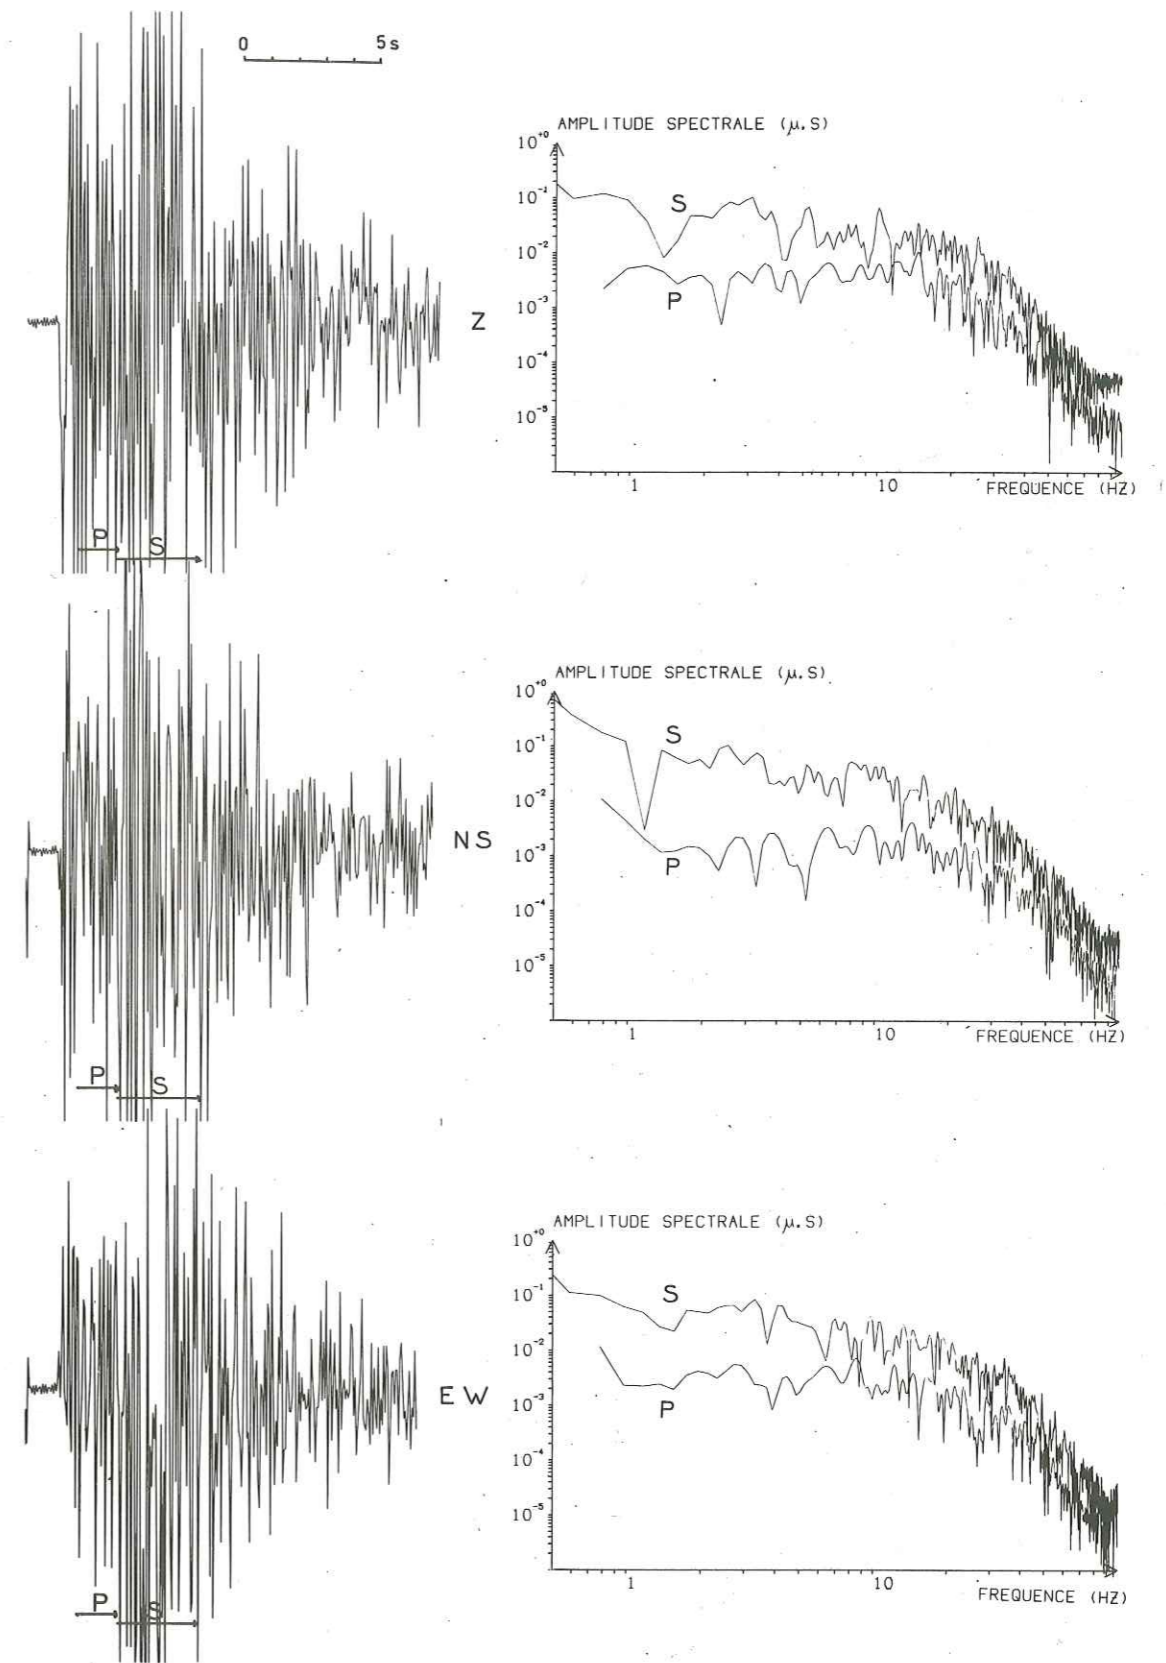 0 5s
AMPLITUDE SPECTRALE (μ.S)
10⁺⁰
10⁻¹
10⁻²
10⁻³
10⁻⁴
10⁻⁵
S
P
1 10
FREQUENCE (HZ)
Z
P S
AMPLITUDE SPECTRALE (μ.S)
10⁺⁰
10⁻¹
10⁻²
10⁻³
10⁻⁴
10⁻⁵
S
P
1 10
FREQUENCE (HZ)
NS
P S
AMPLITUDE SPECTRALE (μ.S)
10⁺⁰
10⁻¹
10⁻²
10⁻³
10⁻⁴
10⁻⁵
S
P
1 10
FREQUENCE (HZ)
EW
P S